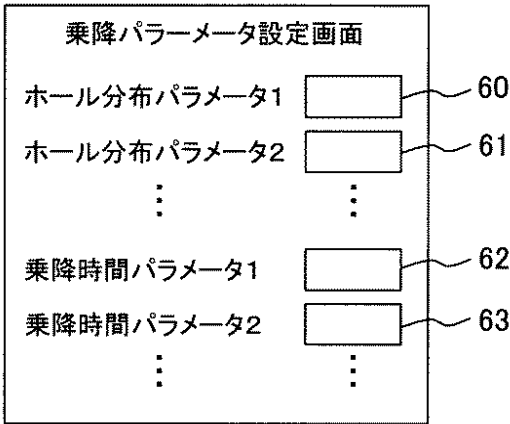 乗降パラーメータ設定画面
ホール分布パラメータ1 60
ホール分布パラメータ2 61
⋮ ⋮
乗降時間パラメータ1 62
乗降時間パラメータ2 63
⋮ ⋮